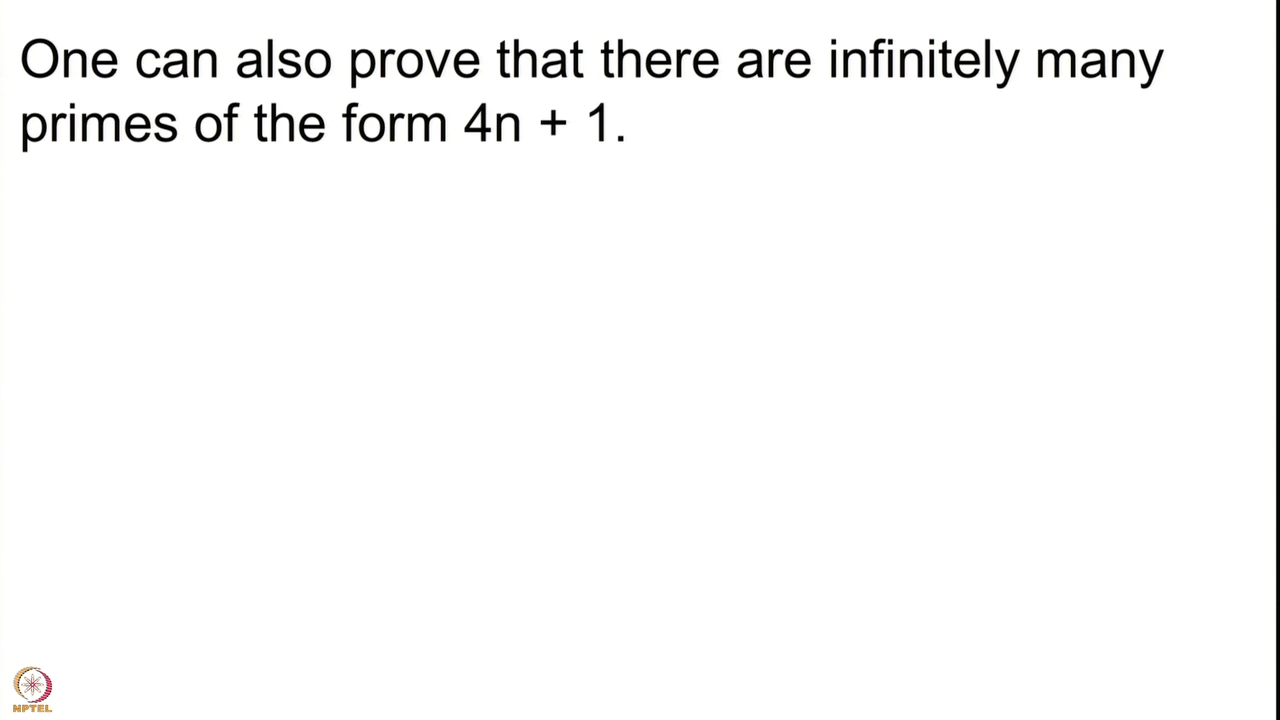 One can also prove that there are infinitely many
primes of the form 4n + 1.
NPTEL